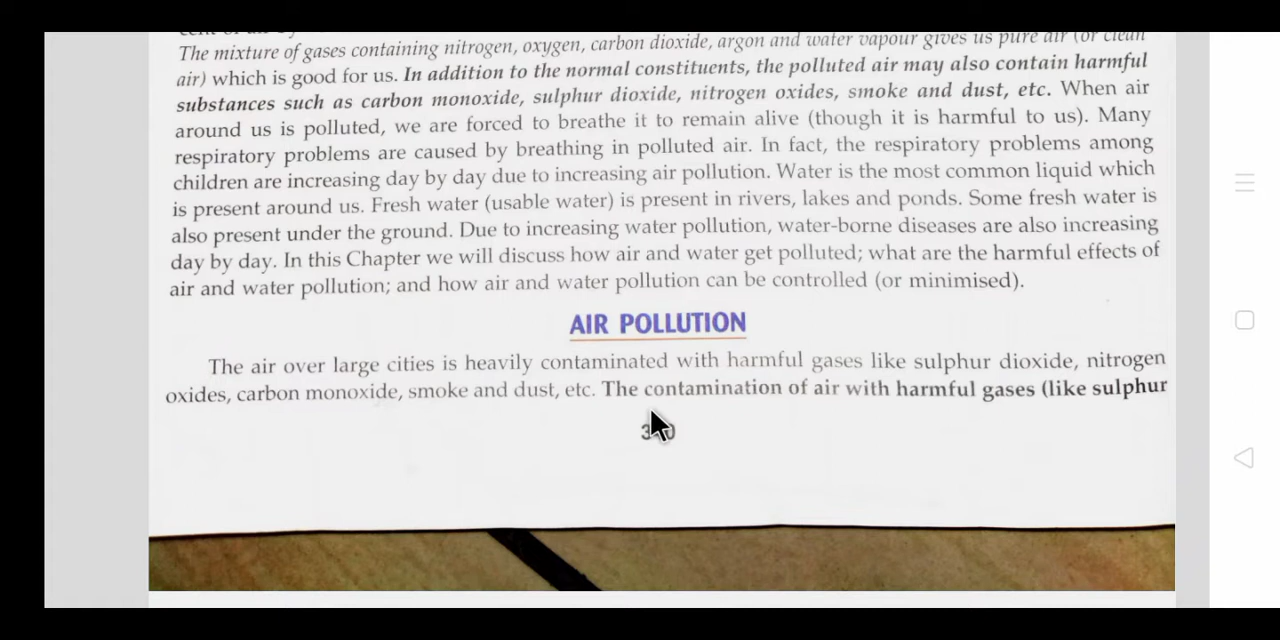 The mixture of gases containing nitrogen, oxygen, carbon dioxide, argon and water vapour gives us pure air (or clean
air) which is good for us. In addition to the normal constituents, the polluted air may also contain harmful
substances such as carbon monoxide, sulphur dioxide, nitrogen oxides, smoke and dust, etc. When air
around us is polluted, we are forced to breathe it to remain alive (though it is harmful to us). Many
respiratory problems are caused by breathing in polluted air. In fact, the respiratory problems among
children are increasing day by day due to increasing air pollution. Water is the most common liquid which
is present around us. Fresh water (usable water) is present in rivers, lakes and ponds. Some fresh water is
also present under the ground. Due to increasing water pollution, water-borne diseases are also increasing
day by day. In this Chapter we will discuss how air and water get polluted; what are the harmful effects of
air and water pollution; and how air and water pollution can be controlled (or minimised).
AIR POLLUTION
The air over large cities is heavily contaminated with harmful gases like sulphur dioxide, nitrogen
oxides, carbon monoxide, smoke and dust, etc. The contamination of air with harmful gases (like sulphur